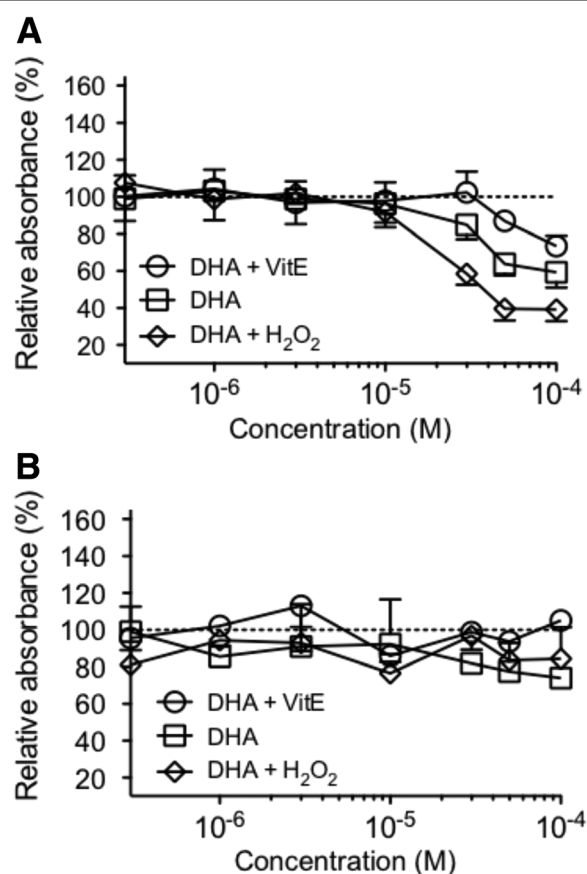 A
Relative absorbance (%)
160
140
120
100
80
60
40
20
DHA + VitE
DHA
DHA + H₂O₂
10⁻⁶ 10⁻⁵ 10⁻⁴
Concentration (M)
B
Relative absorbance (%)
160
140
120
100
80
60
40
20
DHA + VitE
DHA
DHA + H₂O₂
10⁻⁶ 10⁻⁵ 10⁻⁴
Concentration (M)